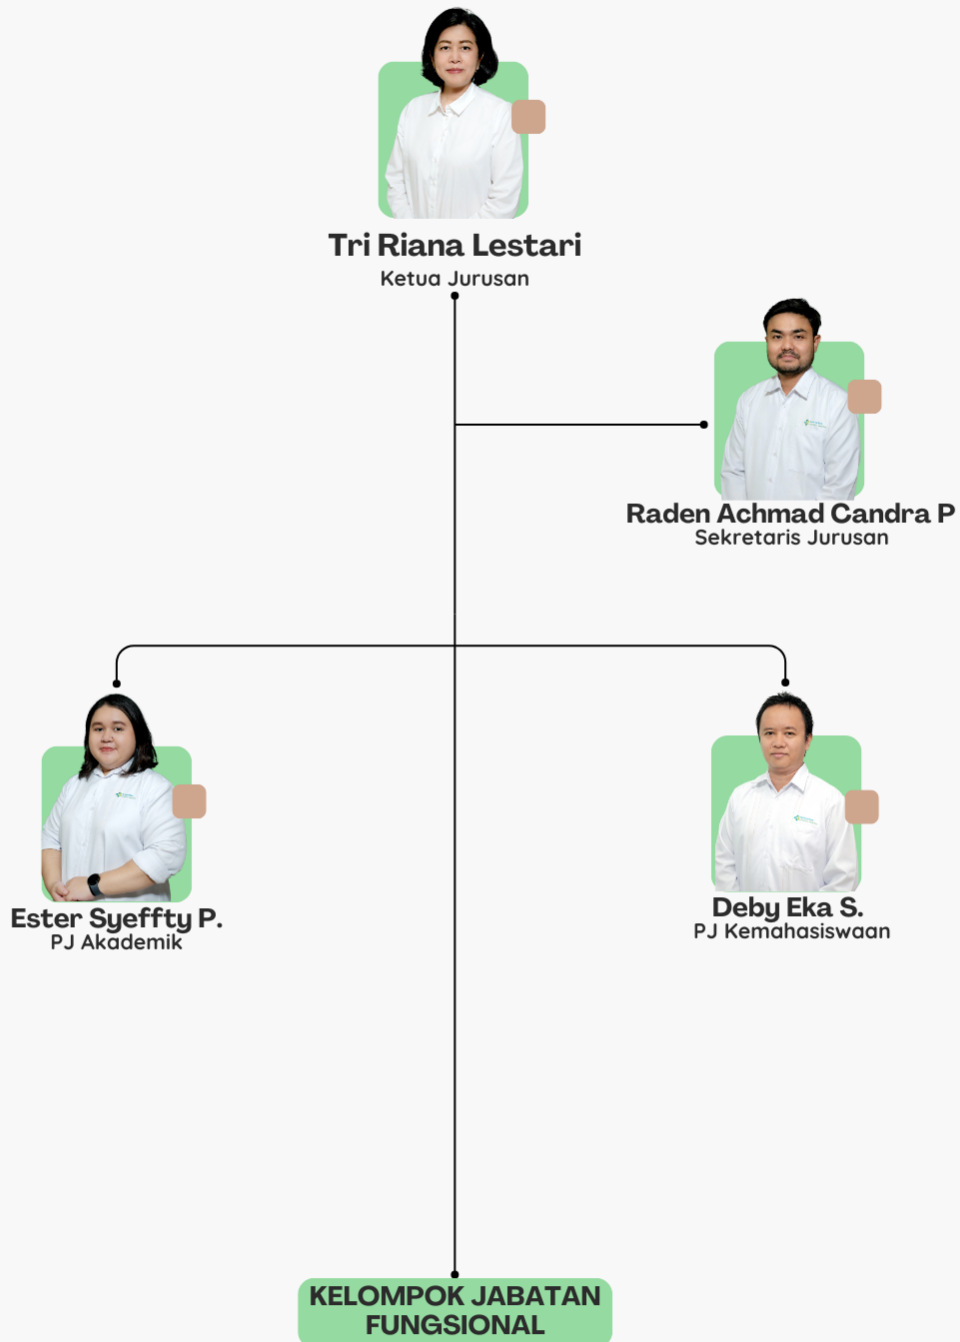 Tri Riana Lestari
Ketua Jurusan
Raden Achmad Candra P
Sekretaris Jurusan
Ester Syeffty P.
PJ Akademik
Deby Eka S.
PJ Kemahasiswaan
KELOMPOK JABATAN
FUNGSIONAL